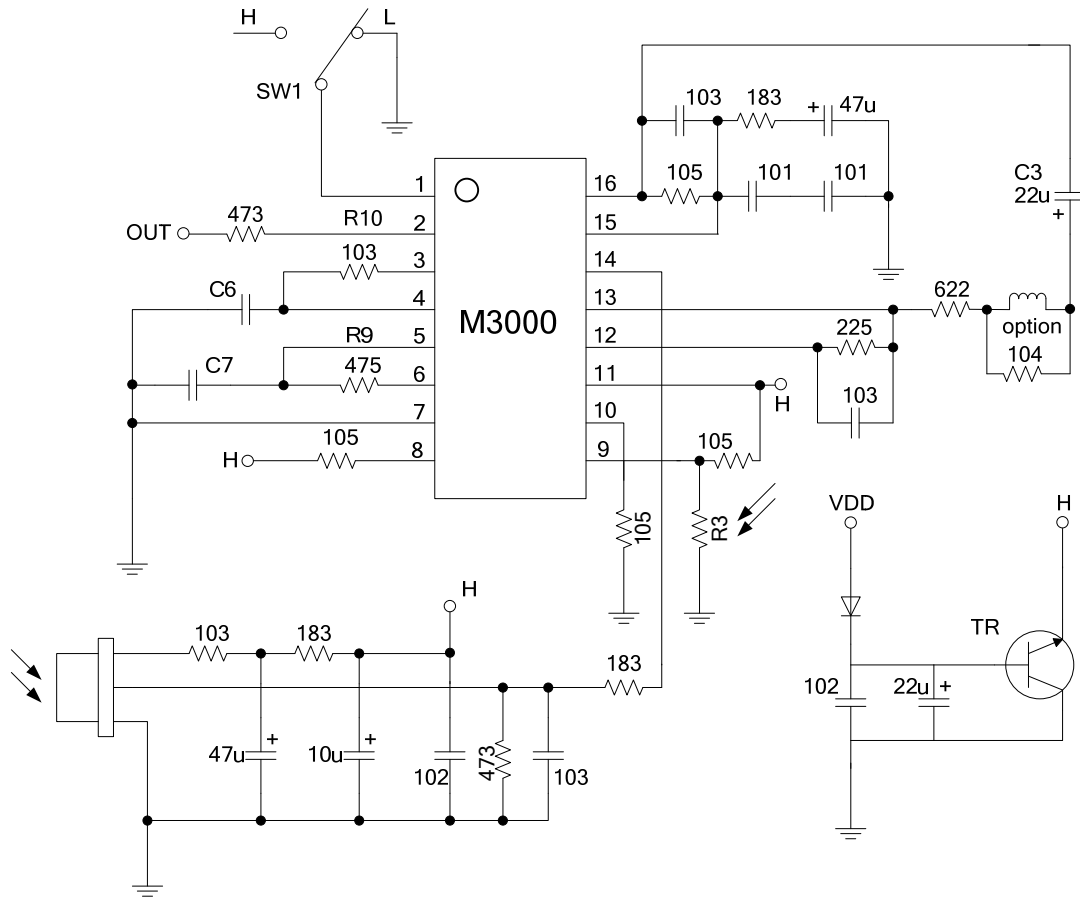 H L
SW1
103 183 + 47u
1 16 105 101 101
C3
22u
+
473 R10
OUT 2 15
103 3 14
C6 4 13 622
M3000
option
R9 5 12 225
104
C7 475 6 11
H
103
7 10
105 105
H 8 9
105 R3
VDD H
H
TR
103 183 183
102 22u +
47u + 10u + 102 473 103